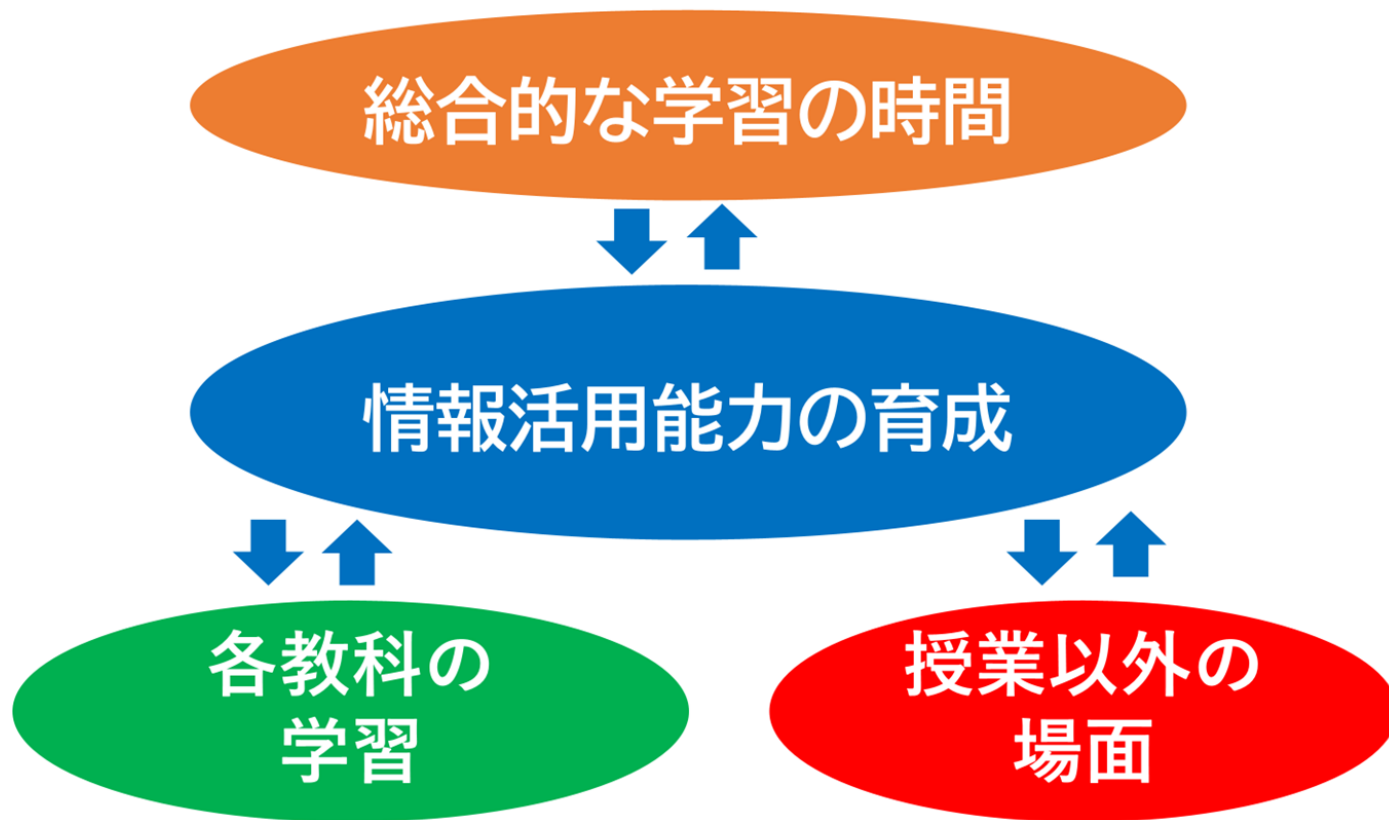 総合的な学習の時間
情報活用能力の育成
各教科の
学習
授業以外の
場面